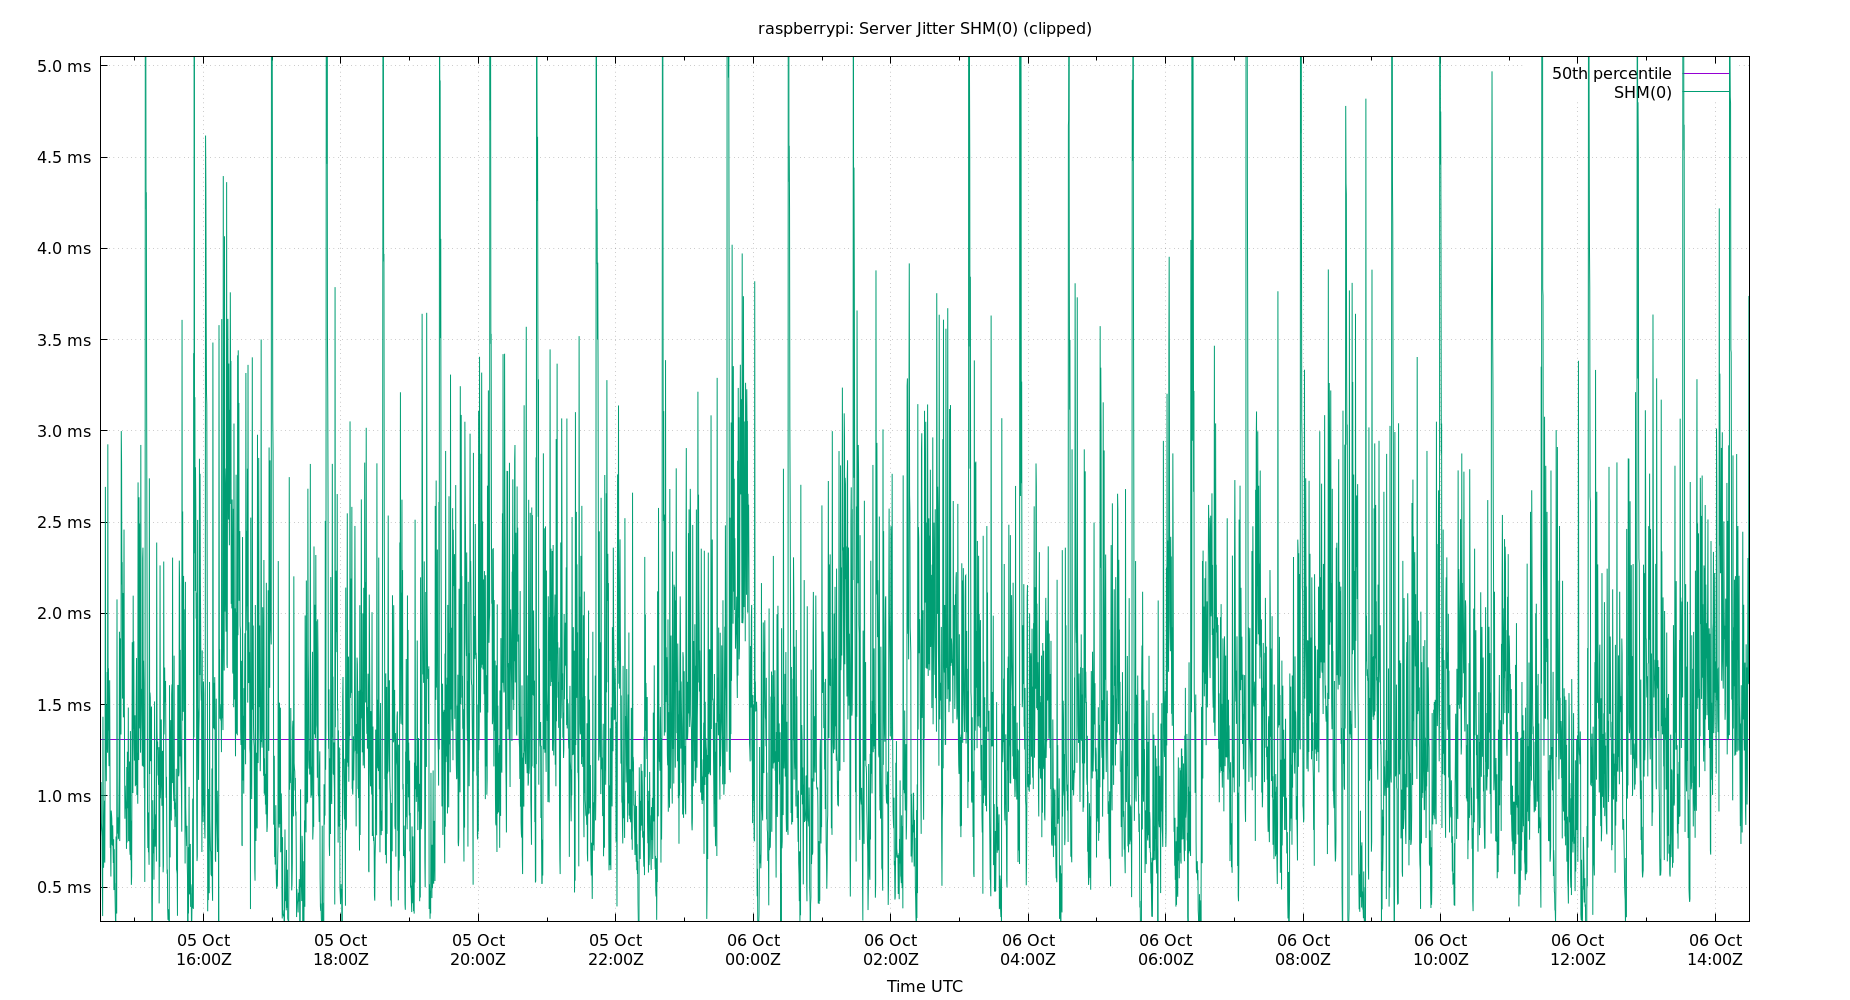 raspberrypi: Server Jitter SHM(0) (clipped)
5.0 ms
4.5 ms
4.0 ms
3.5 ms
3.0 ms
2.5 ms
2.0 ms
1.5 ms
1.0 ms
0.5 ms
50th percentile
SHM(0)
05 Oct 05 Oct 05 Oct 05 Oct 06 Oct 06 Oct 06 Oct 06 Oct 06 Oct 06 Oct 06 Oct 06 Oct
16:00Z 18:00Z 20:00Z 22:00Z 00:00Z 02:00Z 04:00Z 06:00Z 08:00Z 10:00Z 12:00Z 14:00Z
Time UTC